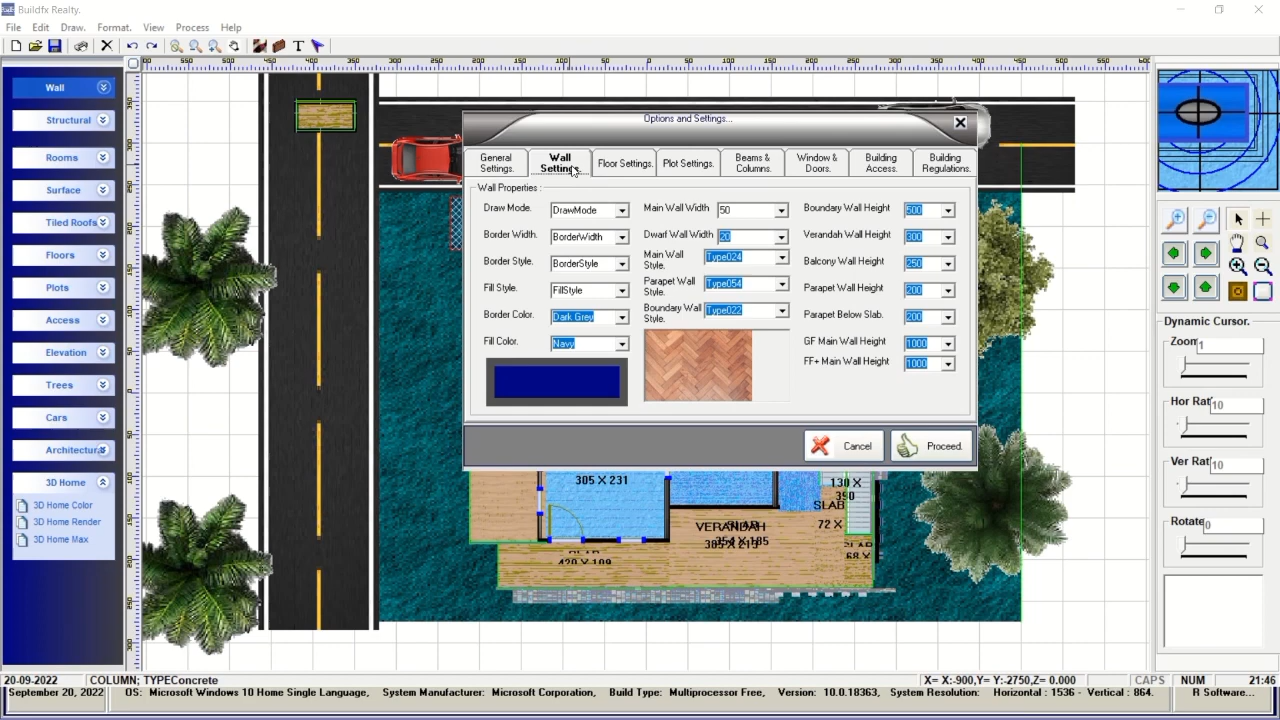 Buildfx Realty.
File Edit Draw. Format. View Process Help
Wall
Structural
Rooms
Surface
Tiled Roofs
Floors
Plots
Access
Elevation
Trees
Cars
Architectura
3D Home
3D Home Color
3D Home Render
3D Home Max
Options and Settings...
General Settings.
Wall Settings.
Floor Settings.
Plot Settings.
Beams & Columns.
Window & Doors.
Building Access.
Building Regulations.
Wall Properties :
Draw Mode. DrawMode
Border Width. BorderWidth
Border Style. BorderStyle
Fill Style. FillStyle
Border Color. Dark Grey
Fill Color. Navy
Main Wall Width 50
Dwarf Wall Width 20
Main Wall Style. Type024
Parapet Wall Style. Type054
Boundary Wall Style. Type022
Boundary Wall Height 500
Verandah Wall Height 800
Balcony Wall Height 250
Parapet Wall Height 200
Parapet Below Slab. 200
GF Main Wall Height 1000
FF+ Main Wall Height 1000
Cancel Proceed.
305 X 231
130 X
390
SLAB
72 X
VERANDAH
SLAB
68 X
420 X 109
Dynamic Cursor.
Zoom 1
Hor Rat 10
Ver Rat 10
Rotate 0
20-09-2022 COLUMN; TYPEConcrete X= X:-900,Y= Y:-2750,Z= 0.000 CAPS NUM 21:46
September 20, 2022 OS: Microsoft Windows 10 Home Single Language, System Manufacturer: Microsoft Corporation, Build Type: Multiprocessor Free, Version: 10.0.18363, System Resolution: Horizontal : 1536 - Vertical : 864. R Software...